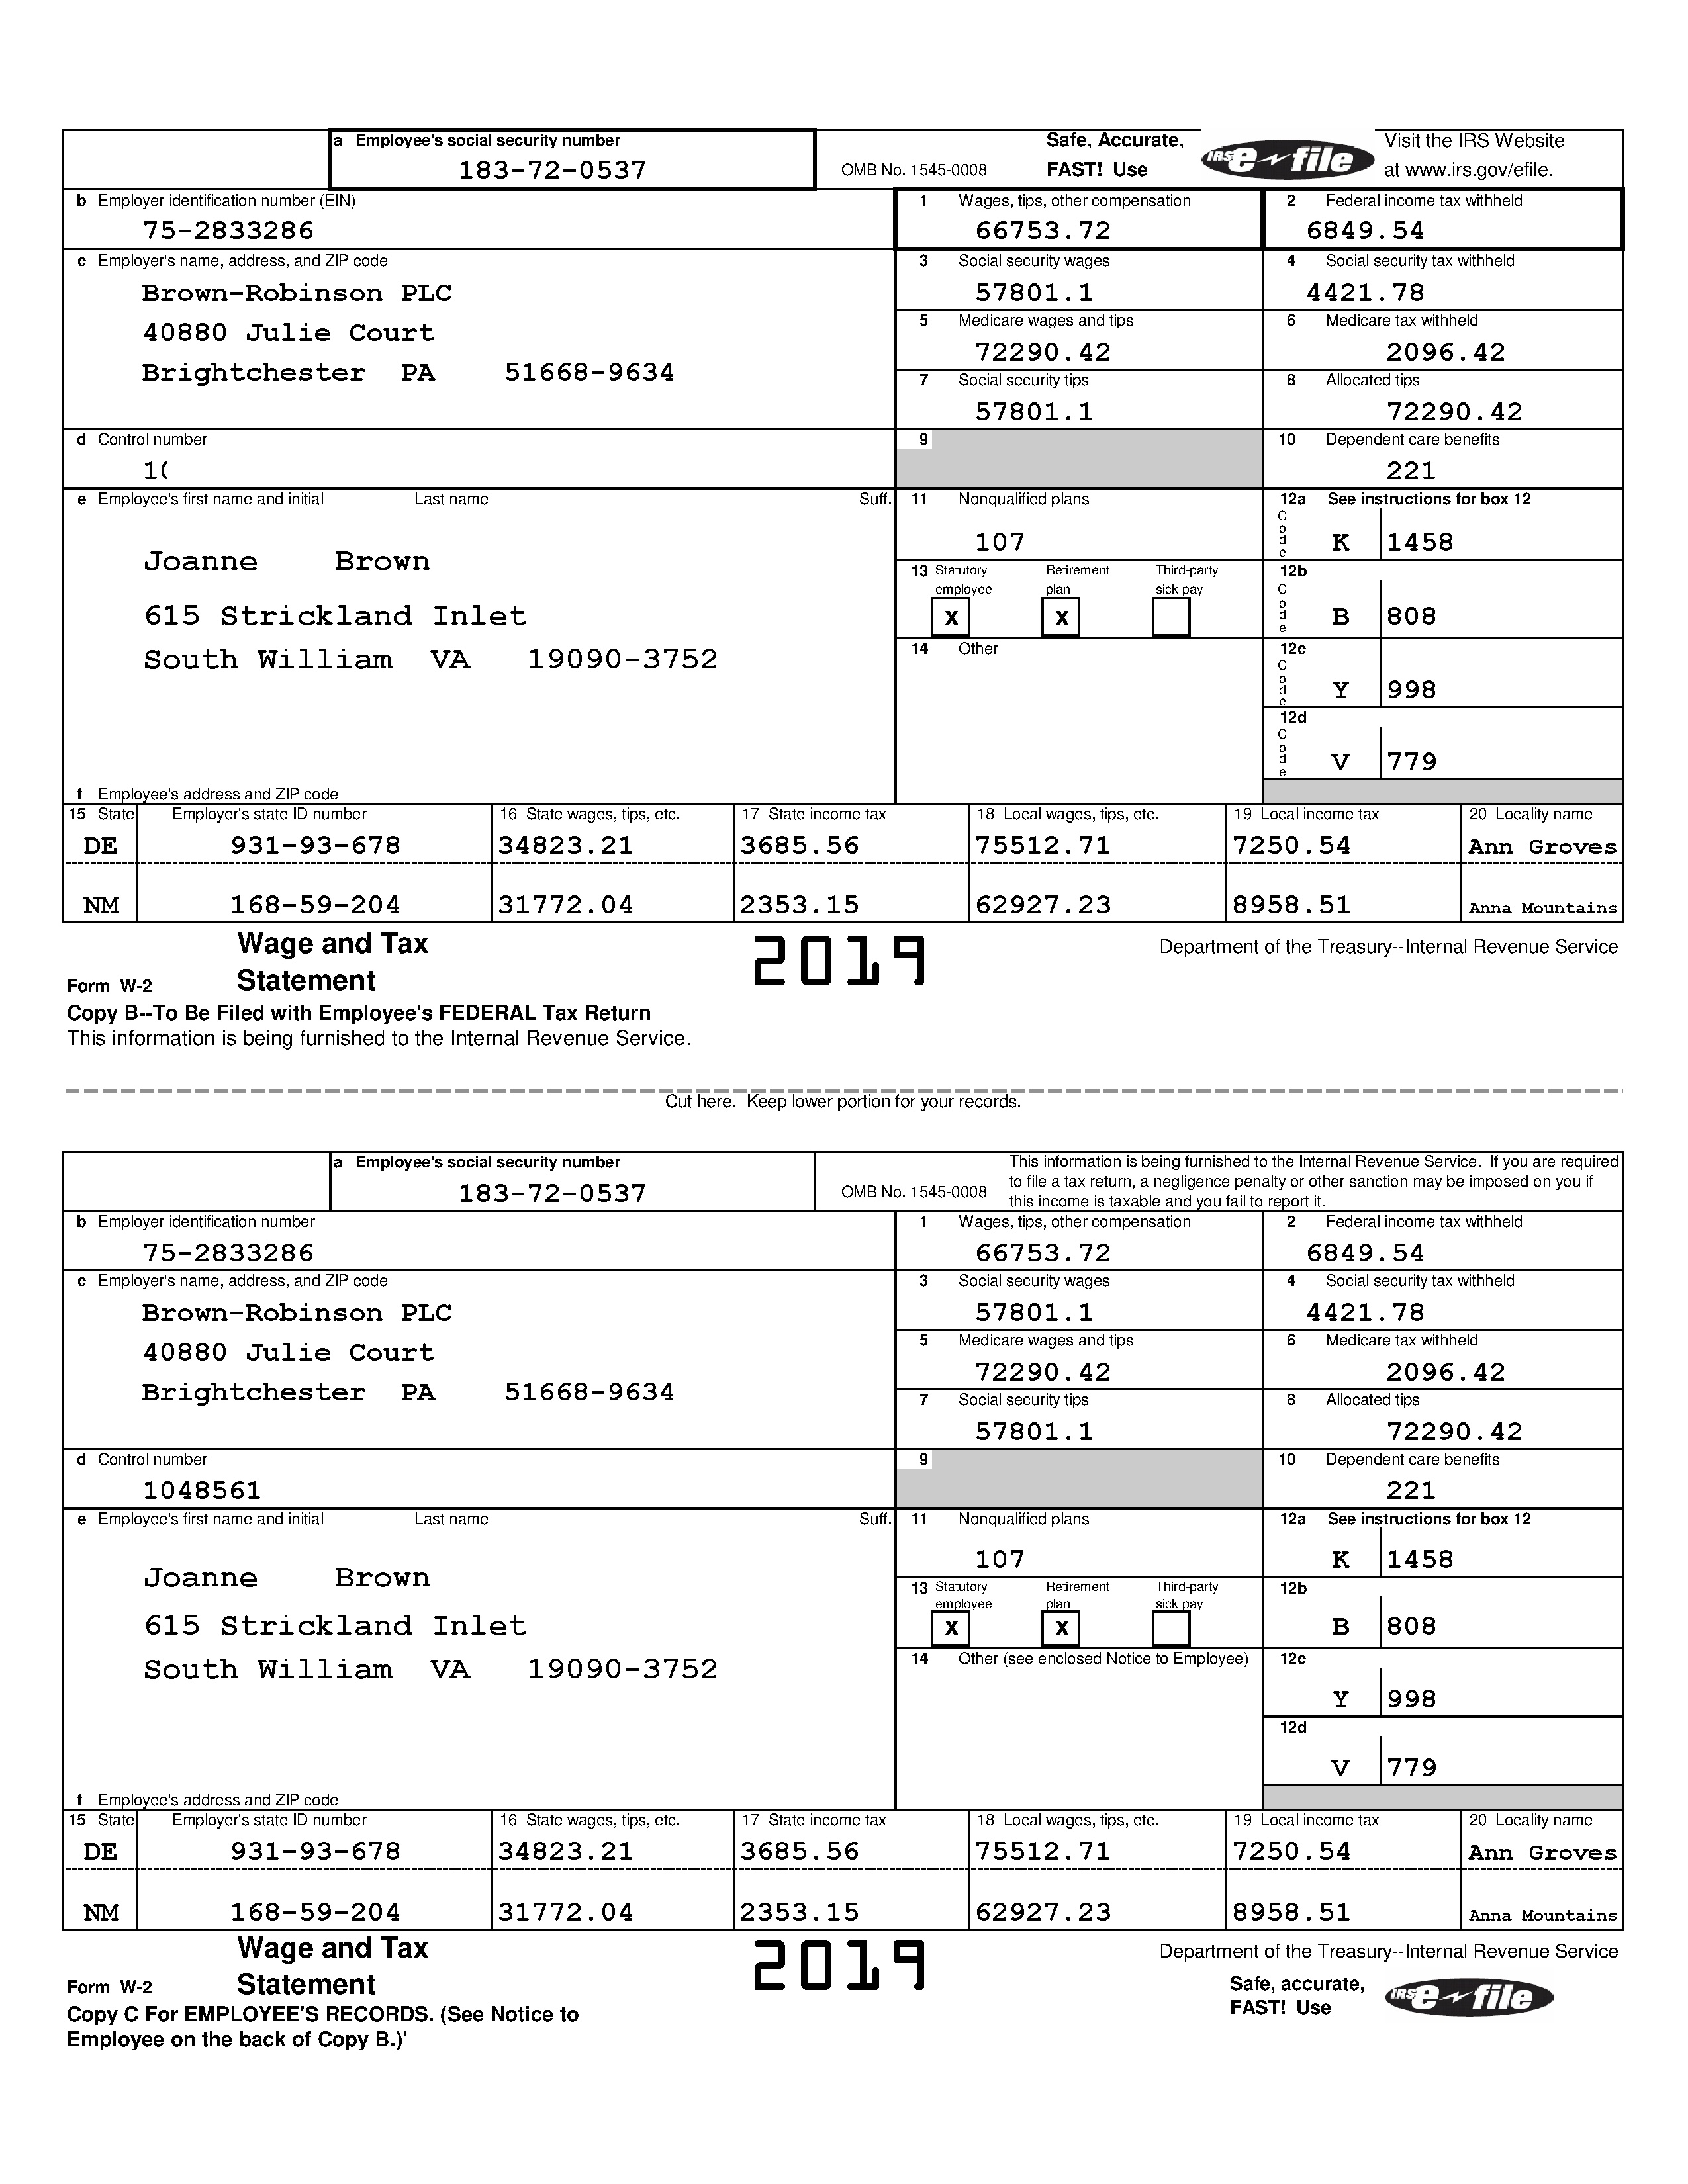 a Employee's social security number
183-72-0537
OMB No. 1545-0008
Safe, Accurate,
FAST! Use
IRS e-file
Visit the IRS Website
at www.irs.gov/efile.
b Employer identification number (EIN)
75-2833286
1 Wages, tips, other compensation
66753.72
2 Federal income tax withheld
6849.54
c Employer's name, address, and ZIP code
Brown-Robinson PLC
40880 Julie Court
Brightchester PA 51668-9634
3 Social security wages
57801.1
4 Social security tax withheld
4421.78
5 Medicare wages and tips
72290.42
6 Medicare tax withheld
2096.42
7 Social security tips
57801.1
8 Allocated tips
72290.42
d Control number
9
10 Dependent care benefits
221
e Employee's first name and initial Last name Suff.
Joanne Brown
615 Strickland Inlet
South William VA 19090-3752
f Employee's address and ZIP code
11 Nonqualified plans
107
12a See instructions for box 12
Code K 1458
13 Statutory employee Retirement plan Third-party sick pay
X X
12b
Code B 808
14 Other
12c
Code Y 998
12d
Code V 779
15 State Employer's state ID number 16 State wages, tips, etc. 17 State income tax 18 Local wages, tips, etc. 19 Local income tax 20 Locality name
DE 931-93-678 34823.21 3685.56 75512.71 7250.54 Ann Groves
NM 168-59-204 31772.04 2353.15 62927.23 8958.51 Anna Mountains
Form W-2 Wage and Tax Statement
2019
Department of the Treasury--Internal Revenue Service
Copy B--To Be Filed with Employee's FEDERAL Tax Return
This information is being furnished to the Internal Revenue Service.
Cut here. Keep lower portion for your records.
a Employee's social security number
183-72-0537
OMB No. 1545-0008
This information is being furnished to the Internal Revenue Service. If you are required
to file a tax return, a negligence penalty or other sanction may be imposed on you if
this income is taxable and you fail to report it.
b Employer identification number
75-2833286
1 Wages, tips, other compensation
66753.72
2 Federal income tax withheld
6849.54
c Employer's name, address, and ZIP code
Brown-Robinson PLC
40880 Julie Court
Brightchester PA 51668-9634
3 Social security wages
57801.1
4 Social security tax withheld
4421.78
5 Medicare wages and tips
72290.42
6 Medicare tax withheld
2096.42
7 Social security tips
57801.1
8 Allocated tips
72290.42
d Control number
1048561
9
10 Dependent care benefits
221
e Employee's first name and initial Last name Suff.
Joanne Brown
615 Strickland Inlet
South William VA 19090-3752
f Employee's address and ZIP code
11 Nonqualified plans
107
12a See instructions for box 12
K 1458
13 Statutory employee Retirement plan Third-party sick pay
X X
12b
B 808
14 Other (see enclosed Notice to Employee)
12c
Y 998
12d
V 779
15 State Employer's state ID number 16 State wages, tips, etc. 17 State income tax 18 Local wages, tips, etc. 19 Local income tax 20 Locality name
DE 931-93-678 34823.21 3685.56 75512.71 7250.54 Ann Groves
NM 168-59-204 31772.04 2353.15 62927.23 8958.51 Anna Mountains
Form W-2 Wage and Tax Statement
2019
Department of the Treasury--Internal Revenue Service
Copy C For EMPLOYEE'S RECORDS. (See Notice to
Employee on the back of Copy B.)'
Safe, accurate,
FAST! Use
IRS e-file